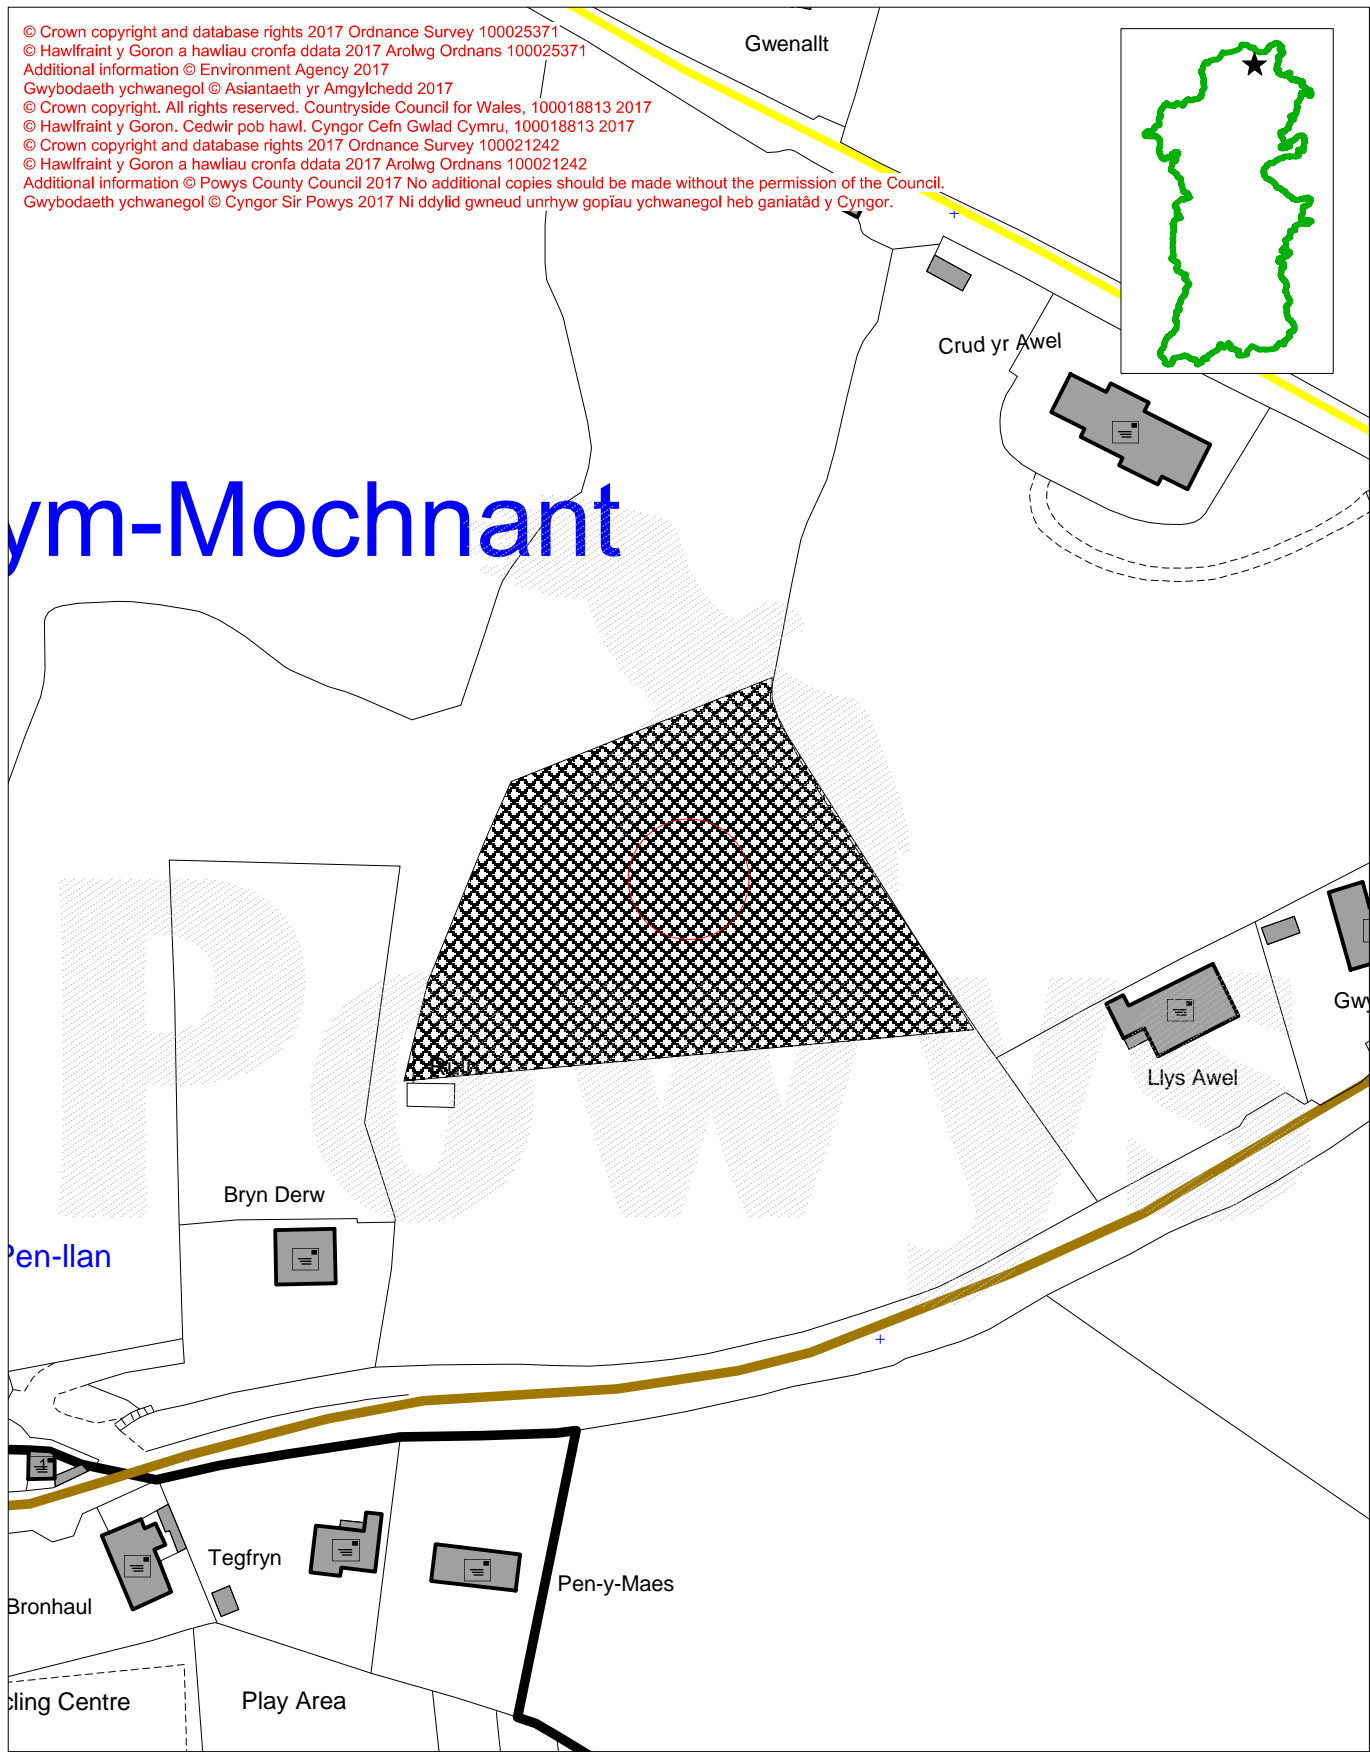 © Crown copyright and database rights 2017 Ordnance Survey 100025371
© Hawlfraint y Goron a hawliau cronfa ddata 2017 Arolwg Ordnans 100025371
Additional information © Environment Agency 2017
Gwybodaeth ychwanegol © Asiantaeth yr Amgylchedd 2017
© Crown copyright. All rights reserved. Countryside Council for Wales, 100018813 2017
© Hawlfraint y Goron. Cedwir pob hawl. Cyngor Cefn Gwlad Cymru, 100018813 2017
© Crown copyright and database rights 2017 Ordnance Survey 100021242
© Hawlfraint y Goron a hawliau cronfa ddata 2017 Arolwg Ordnans 100021242
Additional information © Powys County Council 2017 No additional copies should be made without the permission of the Council.
Gwybodaeth ychwanegol © Cyngor Sir Powys 2017 Ni ddylid gwneud unrhyw gopïau ychwanegol heb ganiatâd y Cyngor.
Gwenallt
Crud yr Awel
ym-Mochnant
Powys
Gwy
Llys Awel
Bryn Derw
Pen-llan
1
Tegfryn
Pen-y-Maes
Bronhaul
cling Centre
Play Area